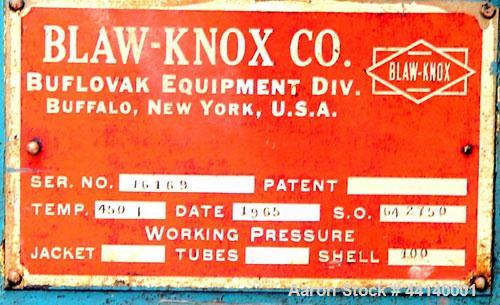 BLAW-KNOX CO.
BLAW-KNOX
BUFLOVAK EQUIPMENT DIV.
BUFFALO, NEW YORK, U.S.A.
SER. NO. 16169 PATENT
TEMP. 450 DATE 1965 S.O. 642750
WORKING PRESSURE
JACKET TUBES SHELL 100
Aaron Stock # 44140001